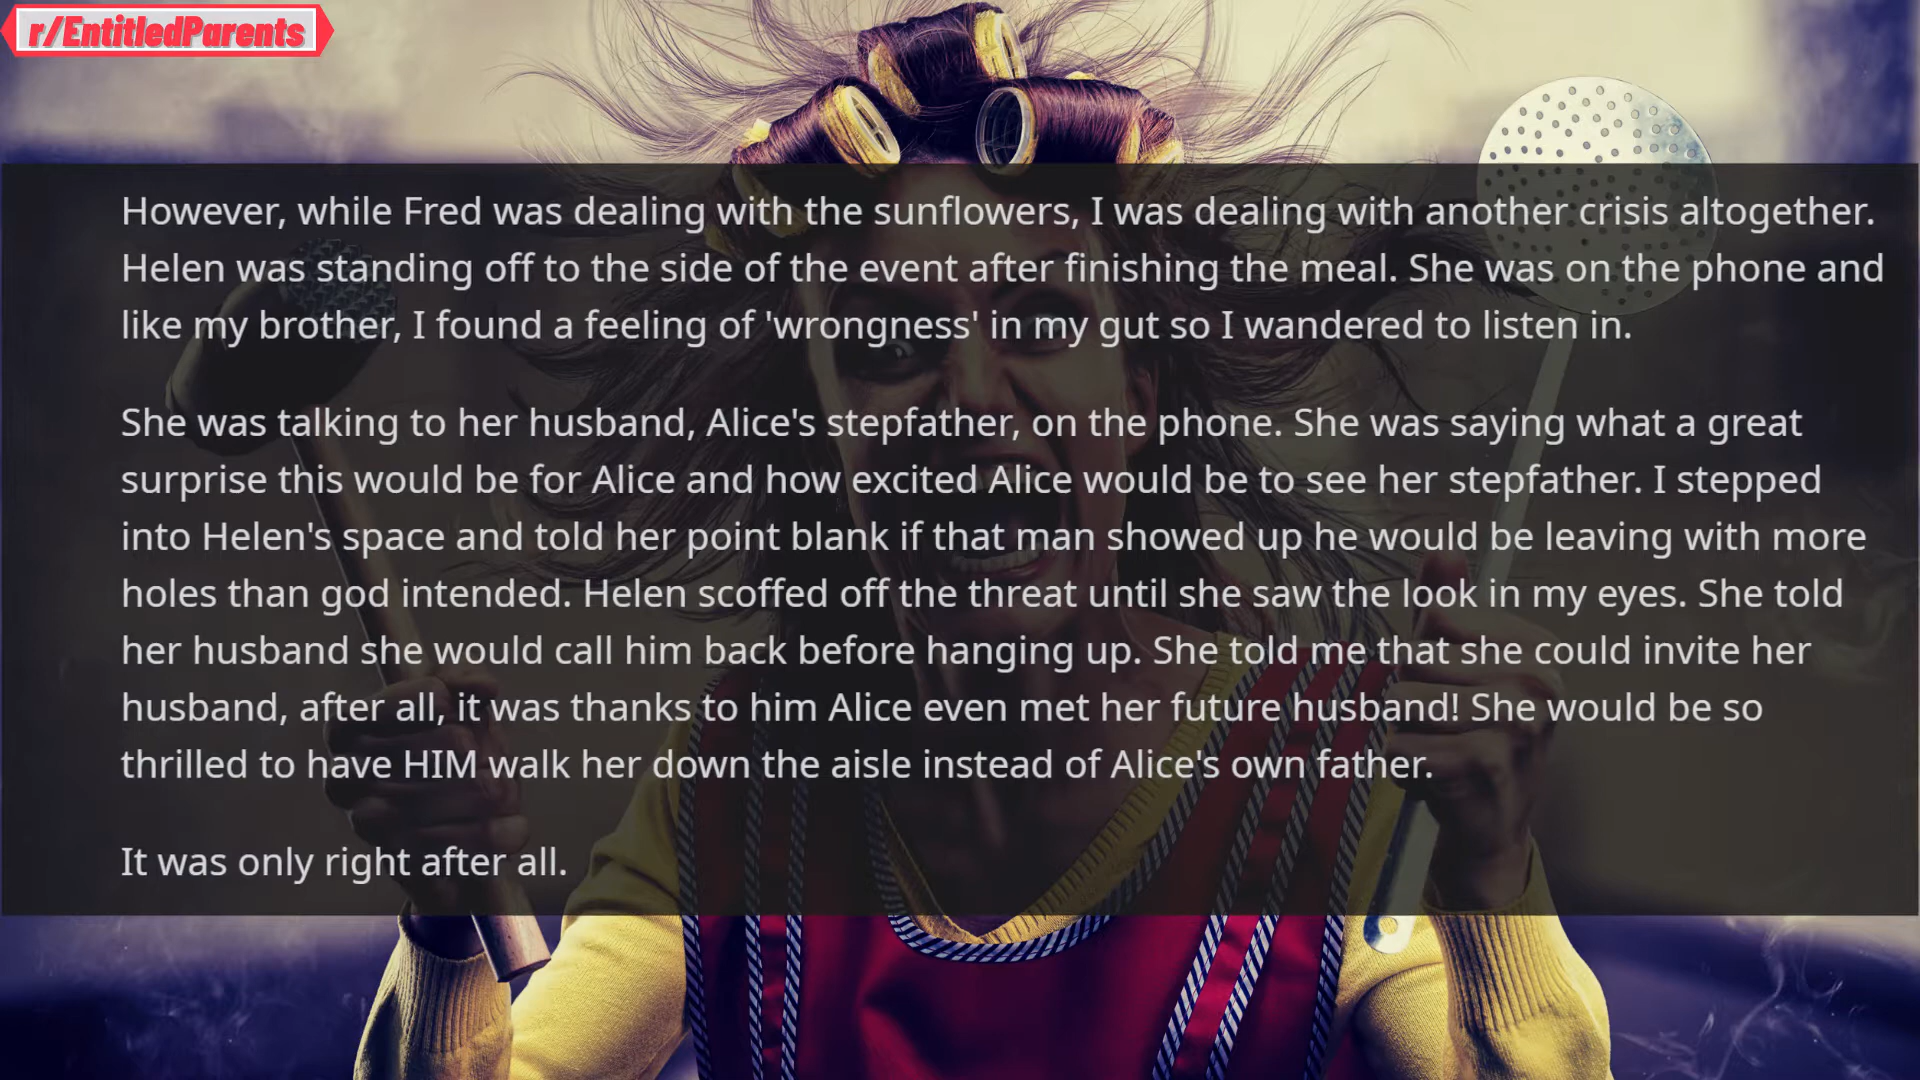 r/EntitledParents
However, while Fred was dealing with the sunflowers, I was dealing with another crisis altogether.
Helen was standing off to the side of the event after finishing the meal. She was on the phone and
like my brother, I found a feeling of 'wrongness' in my gut so I wandered to listen in.
She was talking to her husband, Alice's stepfather, on the phone. She was saying what a great
surprise this would be for Alice and how excited Alice would be to see her stepfather. I stepped
into Helen's space and told her point blank if that man showed up he would be leaving with more
holes than god intended. Helen scoffed off the threat until she saw the look in my eyes. She told
her husband she would call him back before hanging up. She told me that she could invite her
husband, after all, it was thanks to him Alice even met her future husband! She would be so
thrilled to have HIM walk her down the aisle instead of Alice's own father.
It was only right after all.